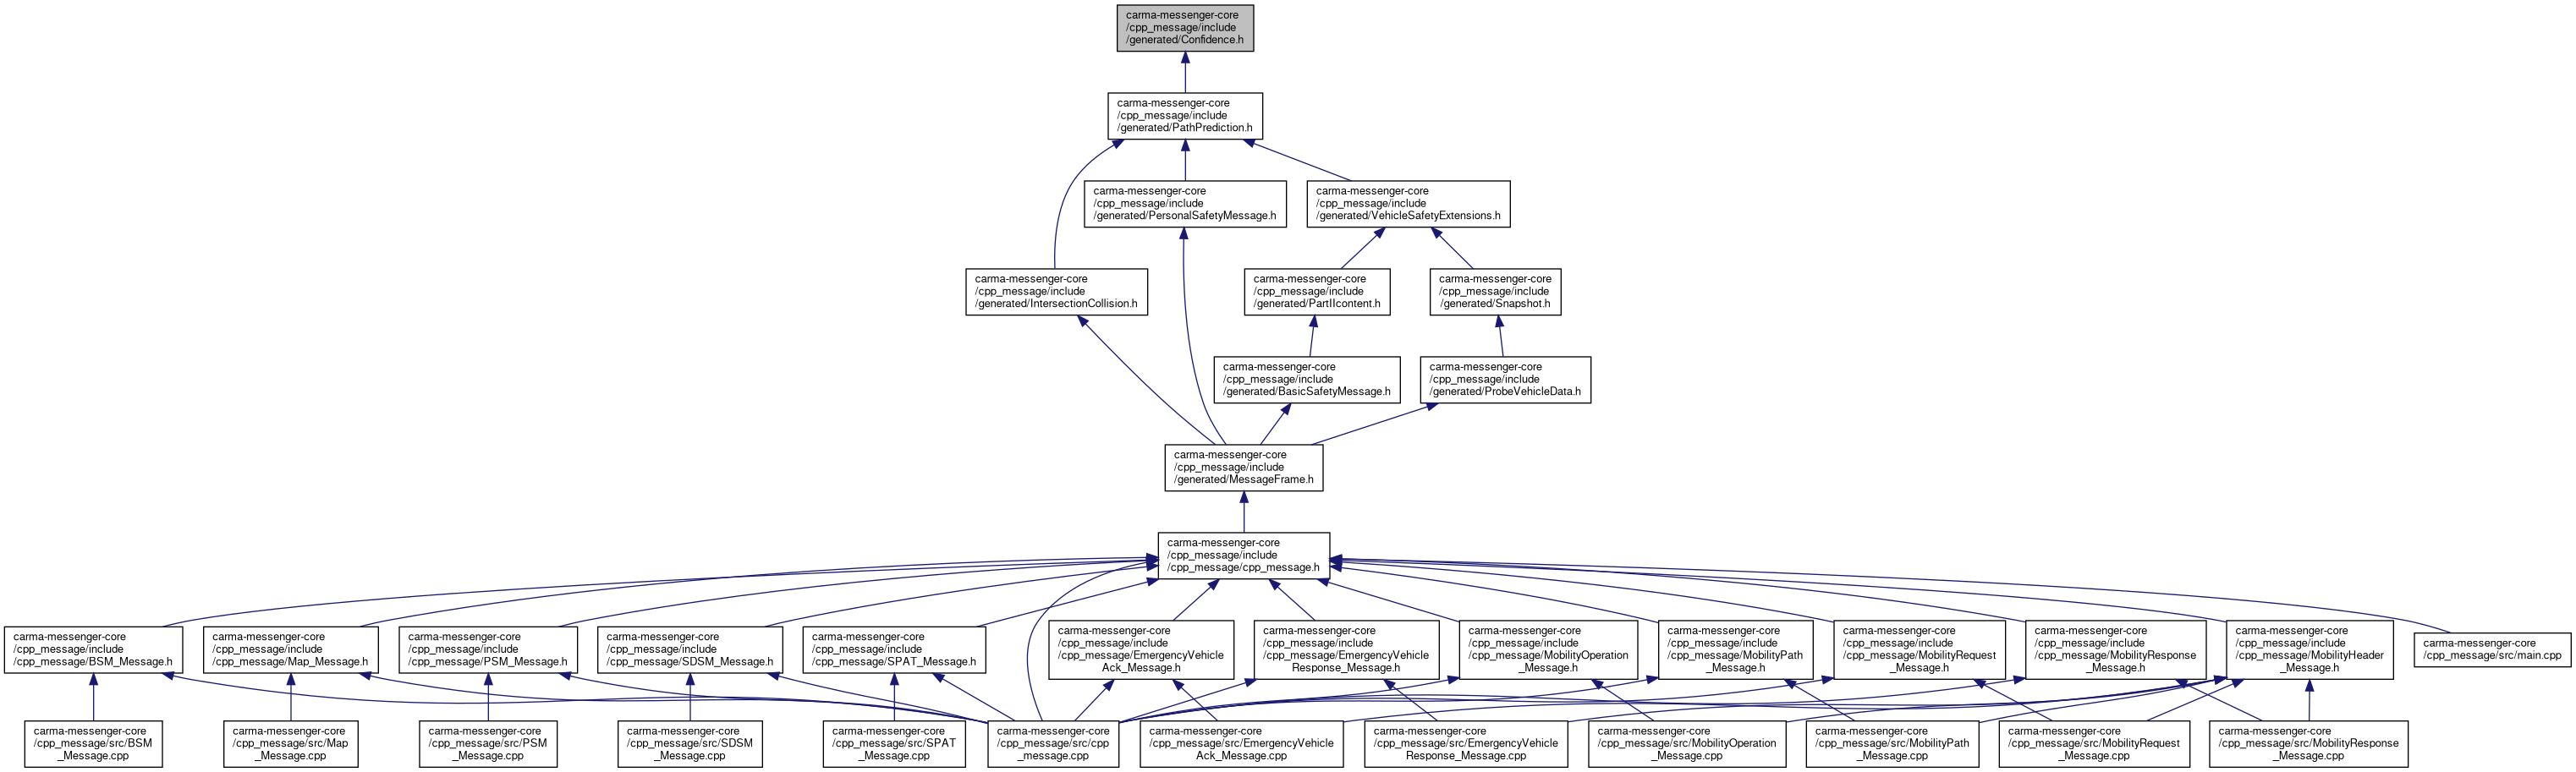 carma-messenger-core
/cpp_message/include
/generated/Confidence.h
carma-messenger-core
/cpp_message/include
/generated/PathPrediction.h
carma-messenger-core
/cpp_message/include
/generated/PersonalSafetyMessage.h
carma-messenger-core
/cpp_message/include
/generated/VehicleSafetyExtensions.h
carma-messenger-core
/cpp_message/include
/generated/IntersectionCollision.h
carma-messenger-core
/cpp_message/include
/generated/PartIIcontent.h
carma-messenger-core
/cpp_message/include
/generated/Snapshot.h
carma-messenger-core
/cpp_message/include
/generated/BasicSafetyMessage.h
carma-messenger-core
/cpp_message/include
/generated/ProbeVehicleData.h
carma-messenger-core
/cpp_message/include
/generated/MessageFrame.h
carma-messenger-core
/cpp_message/include
/cpp_message/cpp_message.h
carma-messenger-core
/cpp_message/include
/cpp_message/BSM_Message.h
carma-messenger-core
/cpp_message/include
/cpp_message/Map_Message.h
carma-messenger-core
/cpp_message/include
/cpp_message/PSM_Message.h
carma-messenger-core
/cpp_message/include
/cpp_message/SDSM_Message.h
carma-messenger-core
/cpp_message/include
/cpp_message/SPAT_Message.h
carma-messenger-core
/cpp_message/include
/cpp_message/EmergencyVehicle
Ack_Message.h
carma-messenger-core
/cpp_message/include
/cpp_message/EmergencyVehicle
Response_Message.h
carma-messenger-core
/cpp_message/include
/cpp_message/MobilityOperation
_Message.h
carma-messenger-core
/cpp_message/include
/cpp_message/MobilityPath
_Message.h
carma-messenger-core
/cpp_message/include
/cpp_message/MobilityRequest
_Message.h
carma-messenger-core
/cpp_message/include
/cpp_message/MobilityResponse
_Message.h
carma-messenger-core
/cpp_message/include
/cpp_message/MobilityHeader
_Message.h
carma-messenger-core
/cpp_message/src/main.cpp
carma-messenger-core
/cpp_message/src/BSM
_Message.cpp
carma-messenger-core
/cpp_message/src/Map
_Message.cpp
carma-messenger-core
/cpp_message/src/PSM
_Message.cpp
carma-messenger-core
/cpp_message/src/SDSM
_Message.cpp
carma-messenger-core
/cpp_message/src/SPAT
_Message.cpp
carma-messenger-core
/cpp_message/src/cpp
_message.cpp
carma-messenger-core
/cpp_message/src/EmergencyVehicle
Ack_Message.cpp
carma-messenger-core
/cpp_message/src/EmergencyVehicle
Response_Message.cpp
carma-messenger-core
/cpp_message/src/MobilityOperation
_Message.cpp
carma-messenger-core
/cpp_message/src/MobilityPath
_Message.cpp
carma-messenger-core
/cpp_message/src/MobilityRequest
_Message.cpp
carma-messenger-core
/cpp_message/src/MobilityResponse
_Message.cpp